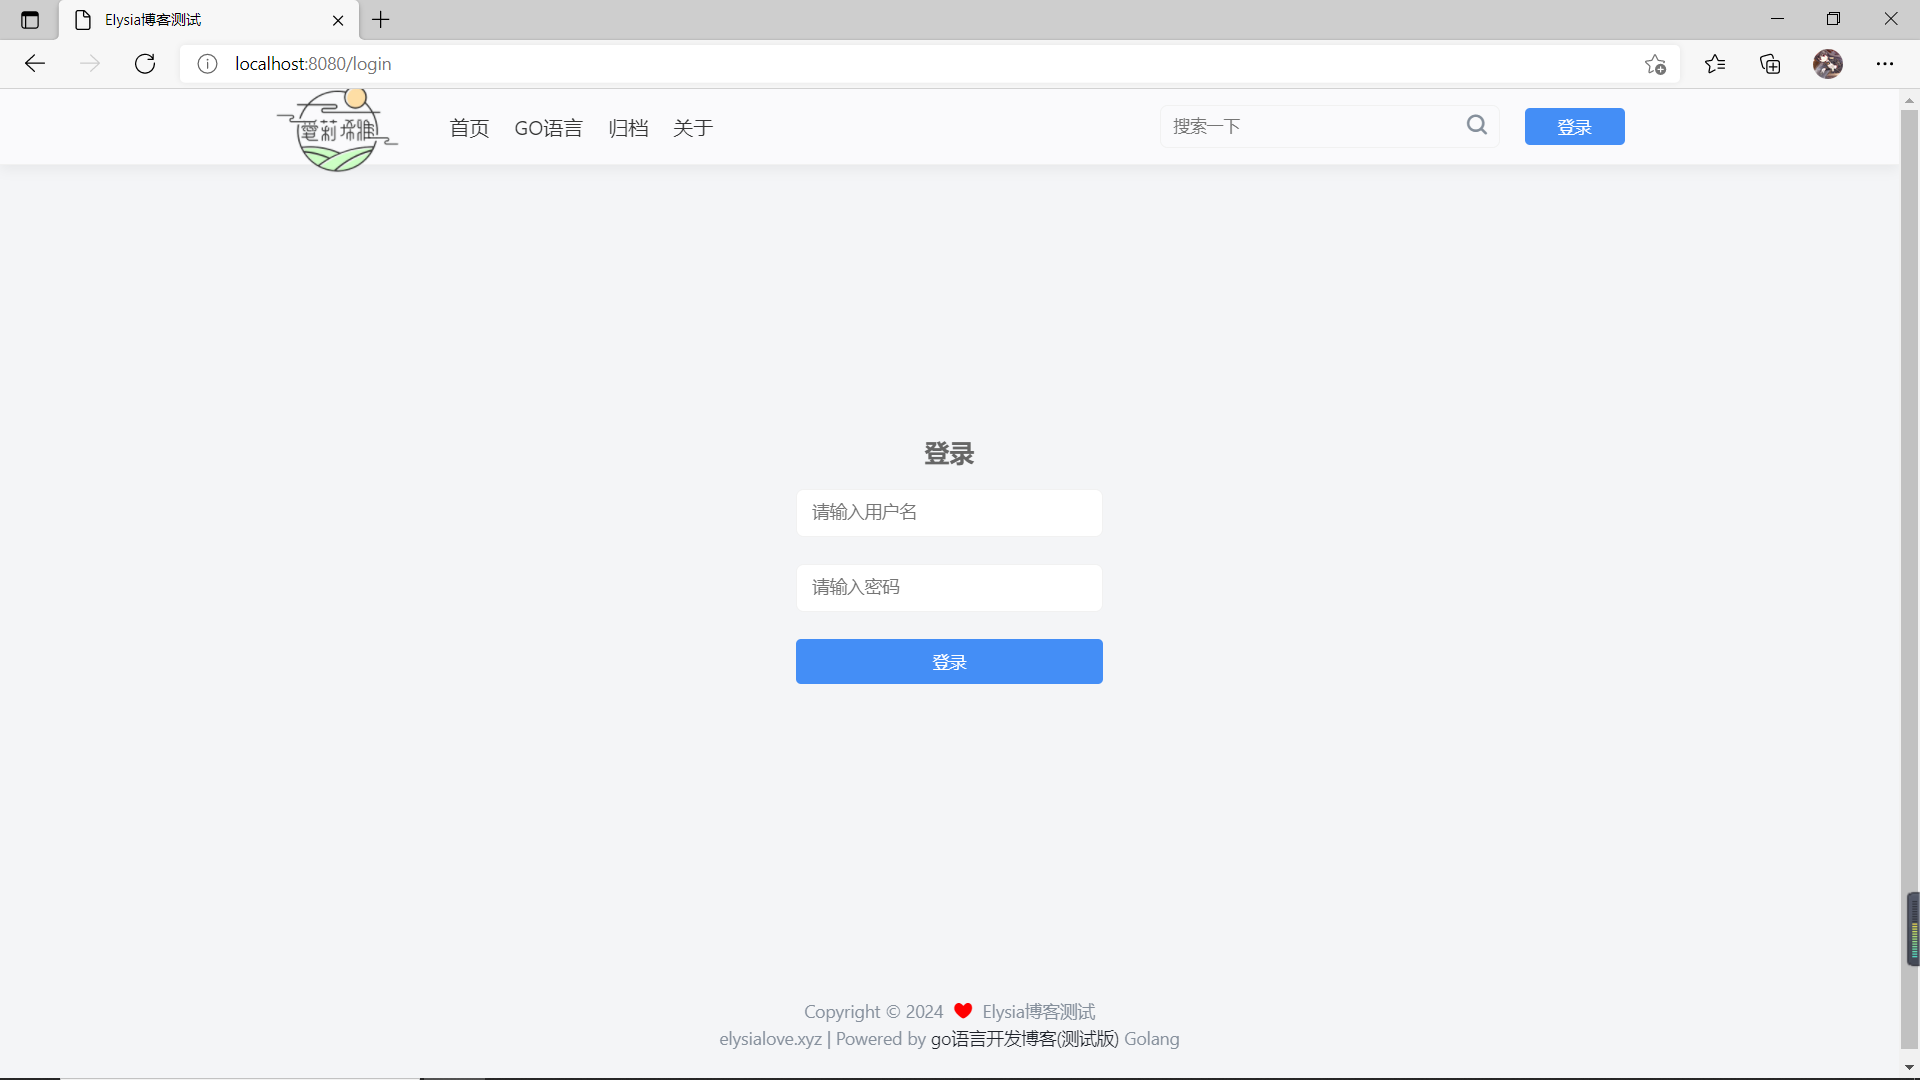 Elysia博客测试
localhost:8080/login
愛莉希雅
首页 GO语言 归档 关于
搜索一下
登录
登录
请输入用户名
请输入密码
登录
Copyright © 2024 ❤ Elysia博客测试
elysialove.xyz | Powered by go语言开发博客(测试版) Golang